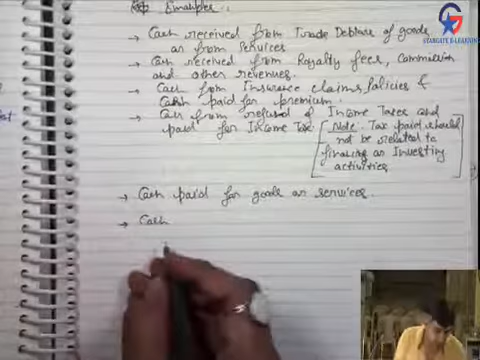 Examples.
→ Cash received from Trade Debtors of goods
or from services
→ Cash received from Royalty fees, Commission
and other revenues.
→ Cash from Insurance claims, Policies &
Cash paid for premium.
→ Cash from refused of Income Taxes and
paid for Income Tax.
[Note: Tax paid should
not be related to
financing or Investing
activities.]
→ Cash paid for goods or services.
→ Cash
STARGATE E-LEARNING